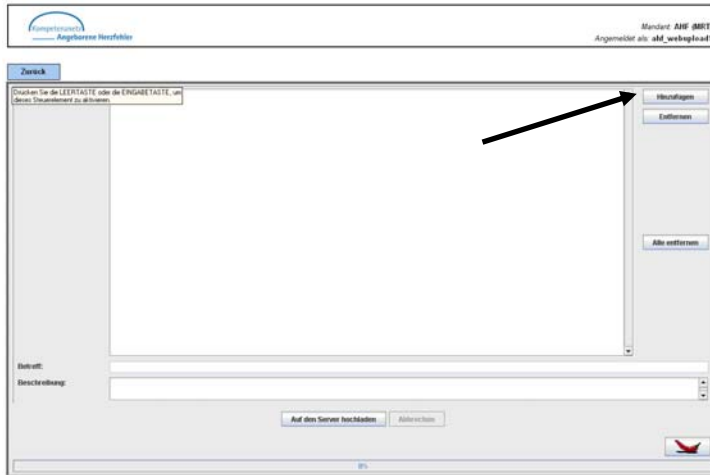 Kompetenznetz
Angeborene Herzfehler
Mandant: AHF (MRT
Angemeldet als: ahf_webupload
Zurück
Drücken Sie die LEERTASTE oder die EINGABETASTE, um
dieses Steuerelement zu aktivieren.
Hinzufügen
Entfernen
Alle entfernen
Betreff:
Beschreibung:
Auf den Server hochladen
Abbrechen
0%